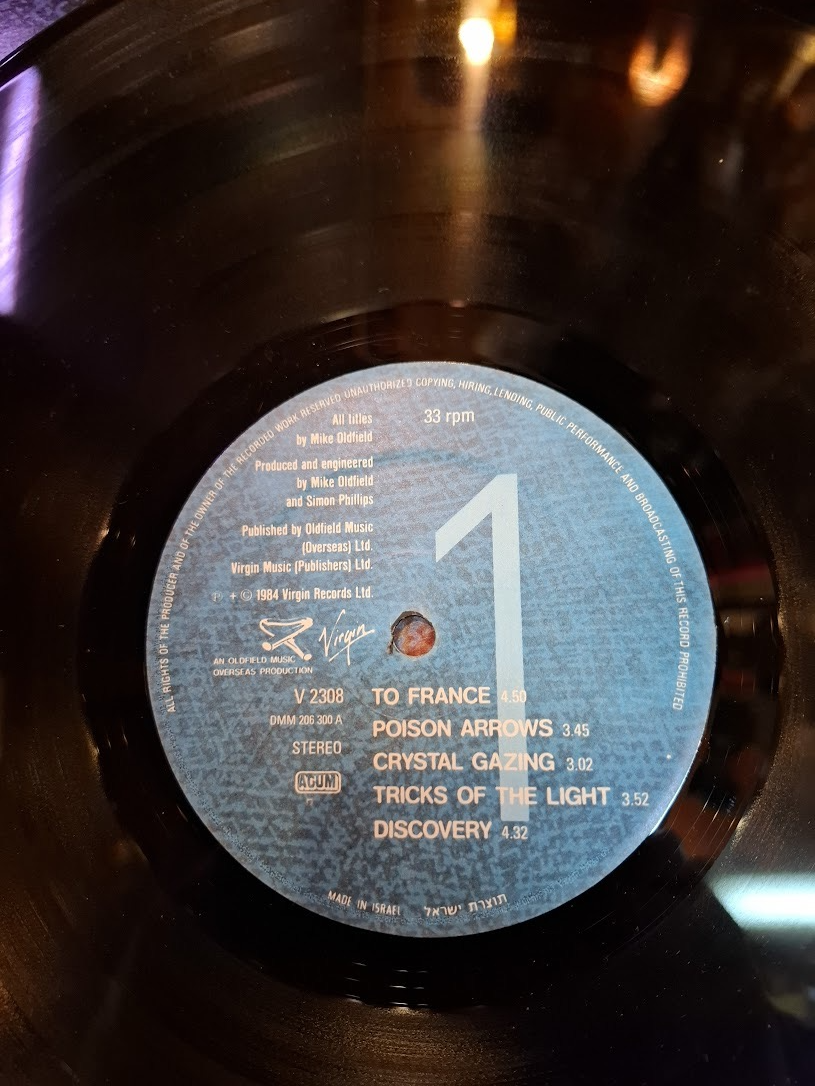 ALL RIGHTS OF THE PRODUCER AND OF THE OWNER OF THE RECORDED WORK RESERVED UNAUTHORIZED COPYING, HIRING, LENDING, PUBLIC PERFORMANCE AND BROADCASTING OF THIS RECORD PROHIBITED
33 rpm
All titles
by Mike Oldfield
Produced and engineered
by Mike Oldfield
and Simon Phillips
Published by Oldfield Music
(Overseas) Ltd.
Virgin Music (Publishers) Ltd.
℗ + © 1984 Virgin Records Ltd.
1
Virgin
AN OLDFIELD MUSIC
OVERSEAS PRODUCTION
V 2308
DMM 206 300 A
STEREO
ACUM
TO FRANCE 4.50
POISON ARROWS 3.45
CRYSTAL GAZING 3.02
TRICKS OF THE LIGHT 3.52
DISCOVERY 4.32
MADE IN ISRAEL תוצרת ישראל